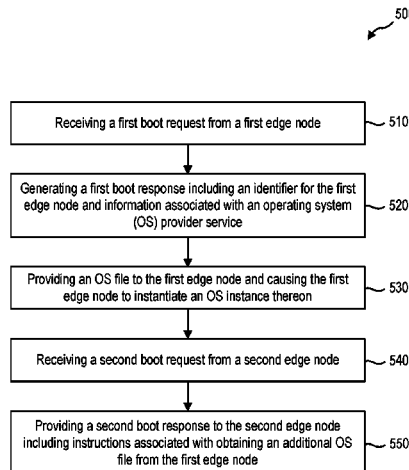 50
Receiving a first boot request from a first edge node
510
Generating a first boot response including an identifier for the first
edge node and information associated with an operating system
(OS) provider service
520
Providing an OS file to the first edge node and causing the first
edge node to instantiate an OS instance thereon
530
Receiving a second boot request from a second edge node
540
Providing a second boot response to the second edge node
including instructions associated with obtaining an additional OS
file from the first edge node
550